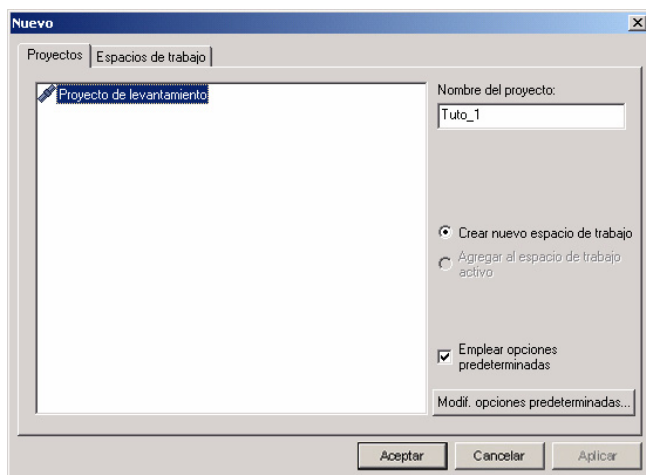 Nuevo
Proyectos
Espacios de trabajo
Proyecto de levantamiento
Nombre del proyecto:
Tuto_1
Crear nuevo espacio de trabajo
Agregar al espacio de trabajo
activo
Emplear opciones
predeterminadas
Modif. opciones predeterminadas...
Aceptar
Cancelar
Aplicar